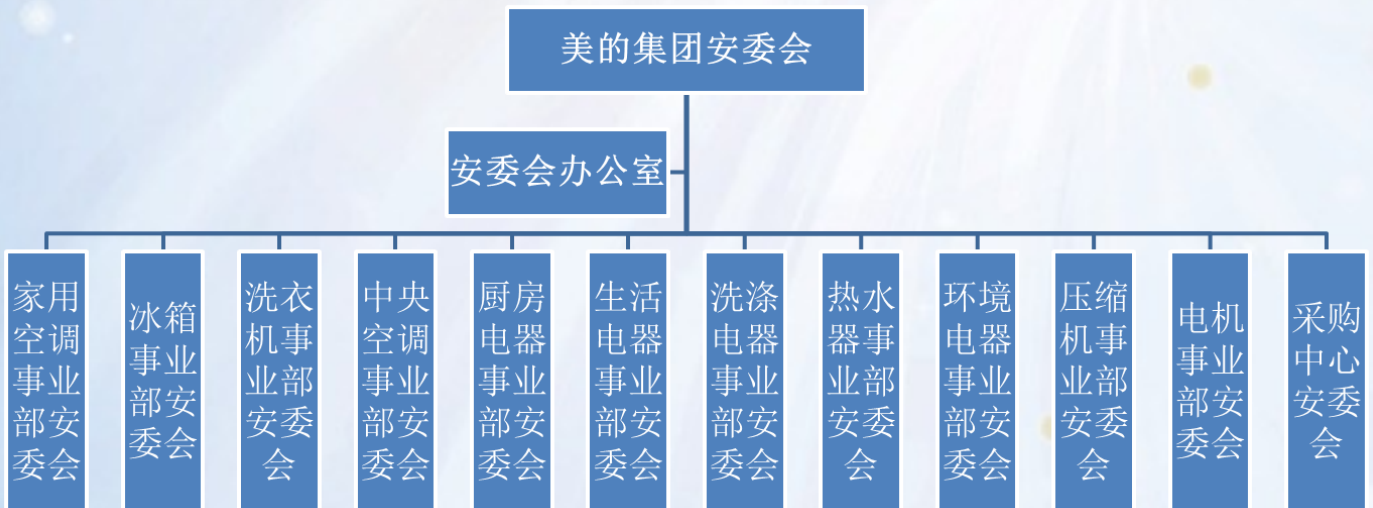 美的集团安委会
安委会办公室
家用
空调
事业
部安
委会
冰箱
事业
部安
委会
洗衣
机事
业部
安委
会
中央
空调
事业
部安
委会
厨房
电器
事业
部安
委会
生活
电器
事业
部安
委会
洗涤
电器
事业
部安
委会
热水
器事
业部
安委
会
环境
电器
事业
部安
委会
压缩
机事
业部
安委
会
电机
事业
部安
委会
采购
中心
安委
会